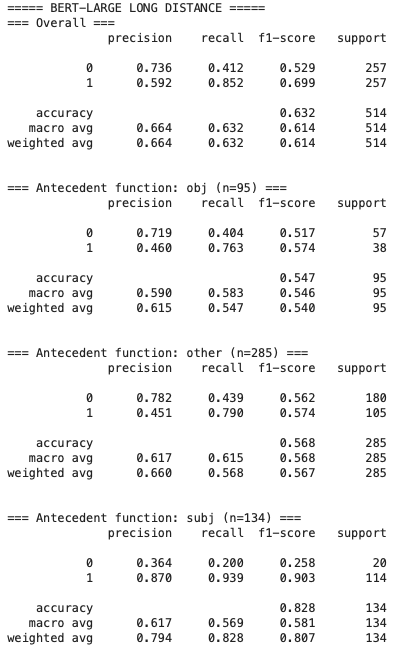 ===== BERT-LARGE LONG DISTANCE =====
=== Overall ===
precision recall f1-score support
0 0.736 0.412 0.529 257
1 0.592 0.852 0.699 257
accuracy 0.632 514
macro avg 0.664 0.632 0.614 514
weighted avg 0.664 0.632 0.614 514
=== Antecedent function: obj (n=95) ===
precision recall f1-score support
0 0.719 0.404 0.517 57
1 0.460 0.763 0.574 38
accuracy 0.547 95
macro avg 0.590 0.583 0.546 95
weighted avg 0.615 0.547 0.540 95
=== Antecedent function: other (n=285) ===
precision recall f1-score support
0 0.782 0.439 0.562 180
1 0.451 0.790 0.574 105
accuracy 0.568 285
macro avg 0.617 0.615 0.568 285
weighted avg 0.660 0.568 0.567 285
=== Antecedent function: subj (n=134) ===
precision recall f1-score support
0 0.364 0.200 0.258 20
1 0.870 0.939 0.903 114
accuracy 0.828 134
macro avg 0.617 0.569 0.581 134
weighted avg 0.794 0.828 0.807 134